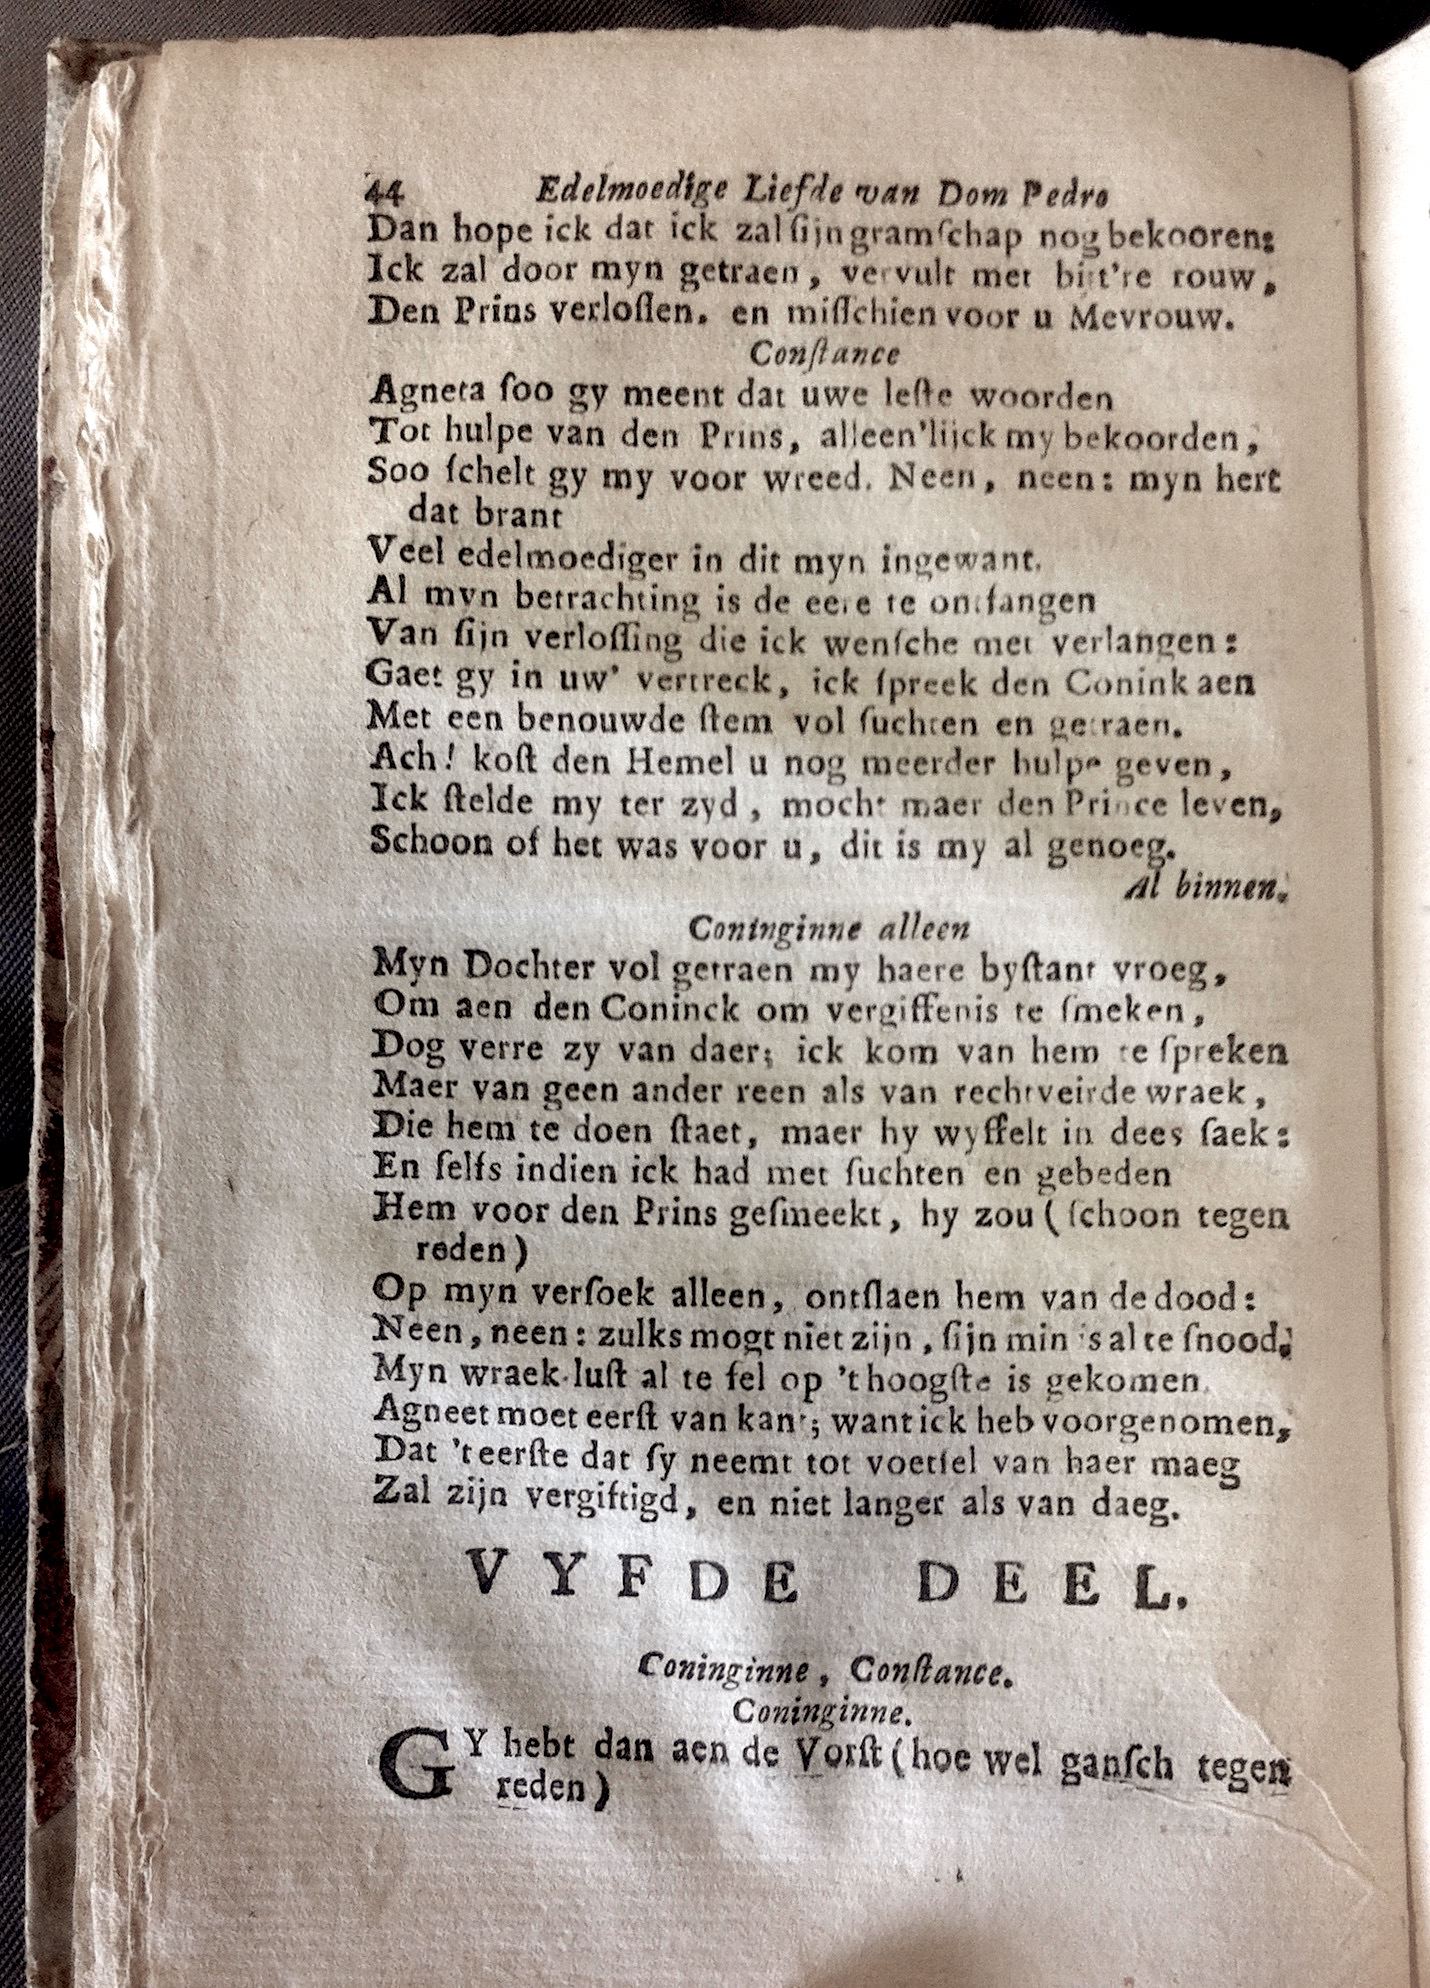 44 Edelmoedige Liefde van Dom Pedro
Dan hope ick dat ick zal ſijn gramſchap nog bekooren:
Ick zal door myn getraen, vervult met bitt're rouw,
Den Prins verloſſen. en miſſchien voor u Mevrouw.
Conſtance
Agneta ſoo gy meent dat uwe leſte woorden
Tot hulpe van den Prins, alleen'lijck my bekoorden,
Soo ſchelt gy my voor wreed. Neen, neen: myn hert
dat brant
Veel edelmoediger in dit myn ingewant.
Al myn betrachting is de eere te ontfangen
Van ſijn verloſſing die ick wenſche met verlangen:
Gaet gy in uw' vertreck, ick ſpreek den Conink aen
Met een benouwde ſtem vol ſuchten en getraen.
Ach! koſt den Hemel u nog meerder hulpe geven,
Ick ſtelde my ter zyd, mocht maer den Prince leven,
Schoon of het was voor u, dit is my al genoeg.
Al binnen.
Coninginne alleen
Myn Dochter vol getraen my haere byſtant vroeg,
Om aen den Coninck om vergiffenis te ſmeken,
Dog verre zy van daer; ick kom van hem te ſpreken
Maer van geen ander reen als van rechtveirde wraek,
Die hem te doen ſtaet, maer hy wyffelt in dees ſaek:
En ſelfs indien ick had met ſuchten en gebeden
Hem voor den Prins geſmeekt, hy zou (ſchoon tegen
reden)
Op myn verſoek alleen, ontſlaen hem van de dood:
Neen, neen: zulks mogt niet zijn, ſijn min 's al te ſnood.
Myn wraek-luſt al te fel op 't hoogſte is gekomen.
Agneet moet eerſt van kant; want ick heb voorgenomen,
Dat 't eerſte dat ſy neemt tot voetſel van haer maeg
Zal zijn vergiftigd, en niet langer als van daeg.
VYFDE DEEL.
Coninginne, Conſtance.
Coninginne.
GY hebt dan aen de Vorſt (hoe wel ganſch tegen
reden)